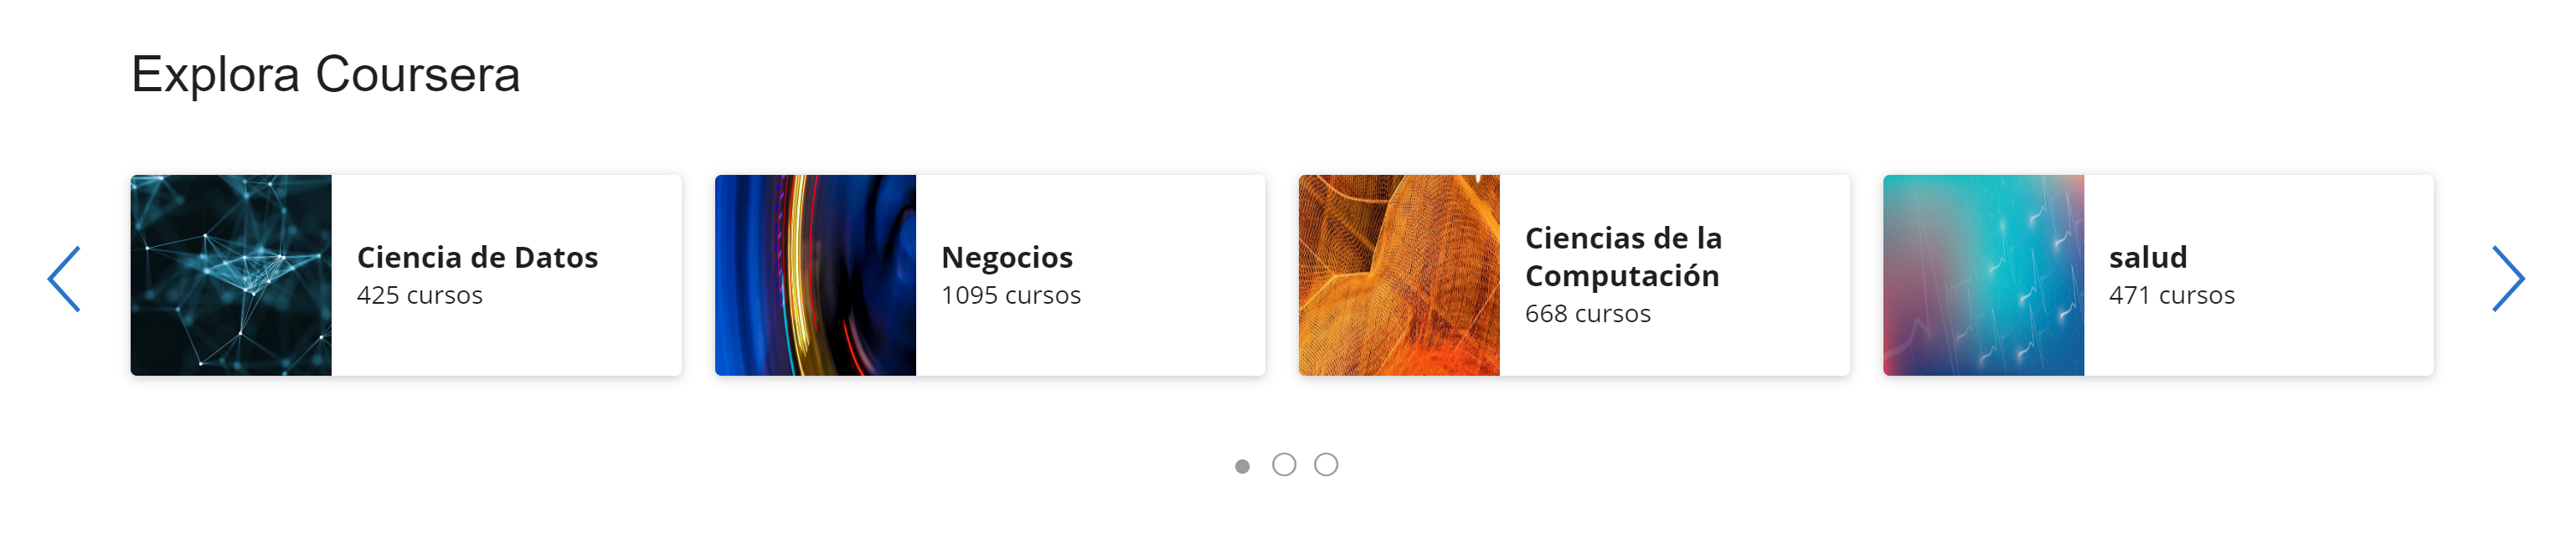 Explora Coursera
Ciencia de Datos
425 cursos
Negocios
1095 cursos
Ciencias de la
Computación
668 cursos
salud
471 cursos